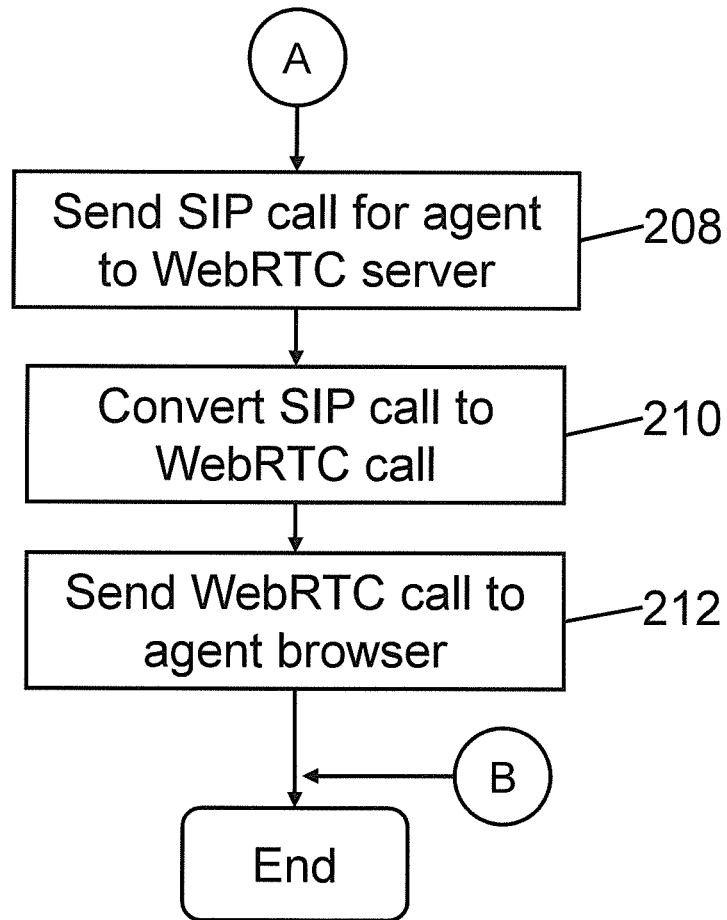 A
Send SIP call for agent
to WebRTC server
208
Convert SIP call to
WebRTC call
210
Send WebRTC call to
agent browser
212
B
End